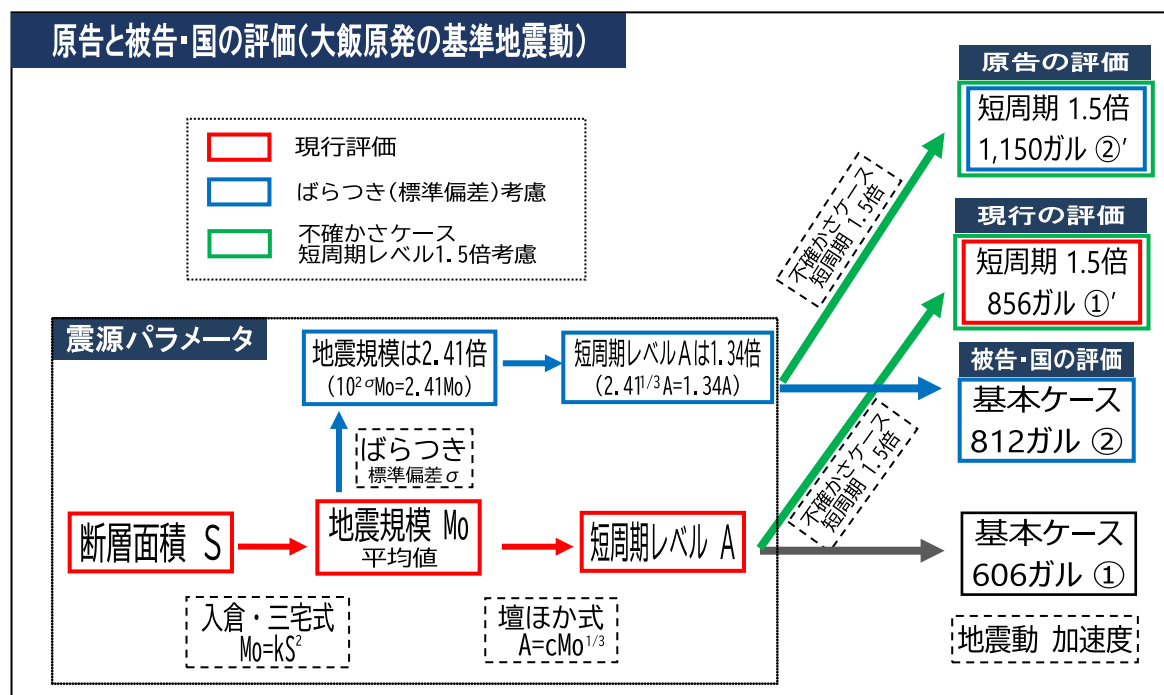 原告と被告・国の評価(大飯原発の基準地震動)
現行評価
ばらつき(標準偏差)考慮
不確かさケース
短周期レベル1.5倍考慮
原告の評価
短周期 1.5倍
1,150ガル ②’
現行の評価
短周期 1.5倍
856ガル ①’
被告・国の評価
基本ケース
812ガル ②
基本ケース
606ガル ①
地震動 加速度
不確かさケース
短周期 1.5倍
不確かさケース
短周期 1.5倍
震源パラメータ
地震規模は2.41倍
(10²σMo=2.41Mo)
短周期レベルAは1.34倍
(2.41¹ᐟ³A=1.34A)
ばらつき
標準偏差σ
断層面積 S
地震規模 Mo
平均値
短周期レベル A
入倉・三宅式
Mo=kS²
壇ほか式
A=cMo¹ᐟ³